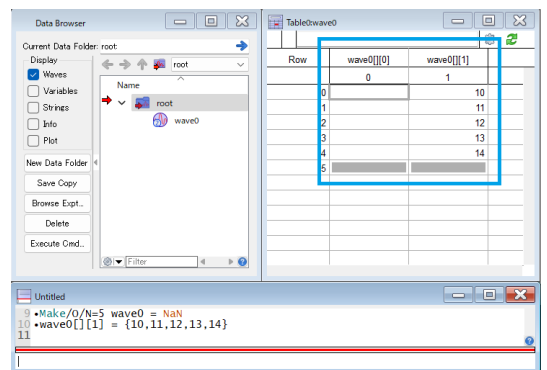 Data Browser
Current Data Folder: root:
Display
Waves
Variables
Strings
Info
Plot
New Data Folder
Save Copy
Browse Expt...
Delete
Execute Cmd...
root
Name
root
wave0
Filter
Table0:wave0
Row wave0[][0] wave0[][1]
0 1
0 10
1 11
2 12
3 13
4 14
5
Untitled
9 •Make/O/N=5 wave0 = NaN
10 •wave0[][1] = {10,11,12,13,14}
11